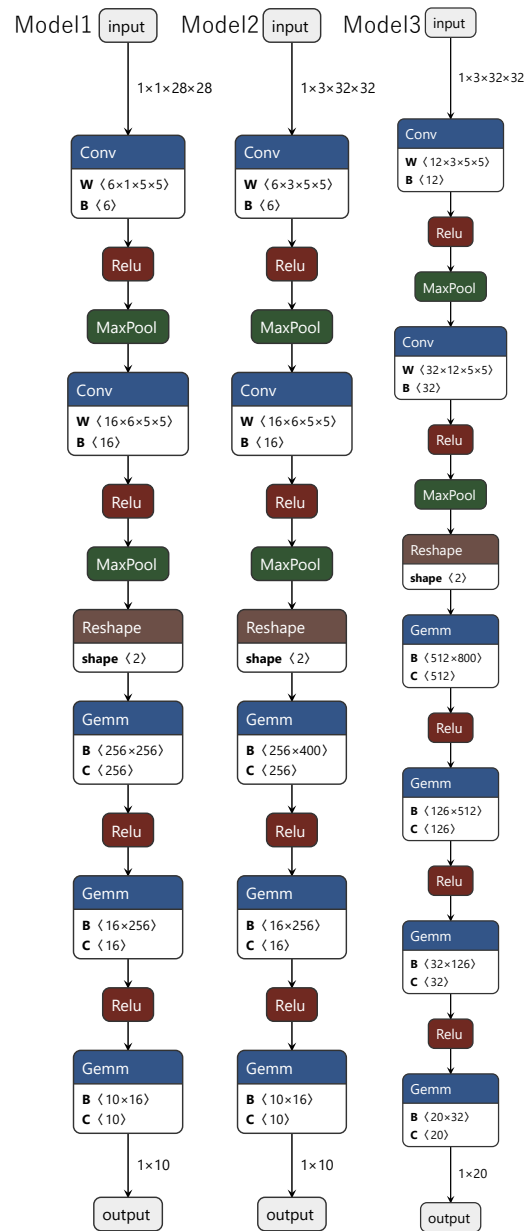 Model1
input
1×1×28×28
Conv
W 〈6×1×5×5〉
B 〈6〉
Relu
MaxPool
Conv
W 〈16×6×5×5〉
B 〈16〉
Relu
MaxPool
Reshape
shape 〈2〉
Gemm
B 〈256×256〉
C 〈256〉
Relu
Gemm
B 〈16×256〉
C 〈16〉
Relu
Gemm
B 〈10×16〉
C 〈10〉
1×10
output
Model2
input
1×3×32×32
Conv
W 〈6×3×5×5〉
B 〈6〉
Relu
MaxPool
Conv
W 〈16×6×5×5〉
B 〈16〉
Relu
MaxPool
Reshape
shape 〈2〉
Gemm
B 〈256×400〉
C 〈256〉
Relu
Gemm
B 〈16×256〉
C 〈16〉
Relu
Gemm
B 〈10×16〉
C 〈10〉
1×10
output
Model3
input
1×3×32×32
Conv
W 〈12×3×5×5〉
B 〈12〉
Relu
MaxPool
Conv
W 〈32×12×5×5〉
B 〈32〉
Relu
MaxPool
Reshape
shape 〈2〉
Gemm
B 〈512×800〉
C 〈512〉
Relu
Gemm
B 〈126×512〉
C 〈126〉
Relu
Gemm
B 〈32×126〉
C 〈32〉
Relu
Gemm
B 〈20×32〉
C 〈20〉
1×20
output